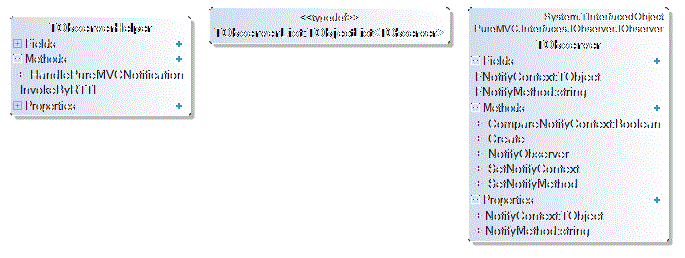 TObserverHelper
Fields
Methods
HandlePureMVCNotification
InvokeByRTTI
Properties
<<typedef>>
TObserverList:TObjectList<TObserver>
System.TInterfacedObject
PureMVC.Interfaces.IObserver.IObserver
TObserver
Fields
FNotifyContext:TObject
FNotifyMethod:string
Methods
CompareNotifyContext:Boolean
Create
NotifyObserver
SetNotifyContext
SetNotifyMethod
Properties
NotifyContext:TObject
NotifyMethod:string